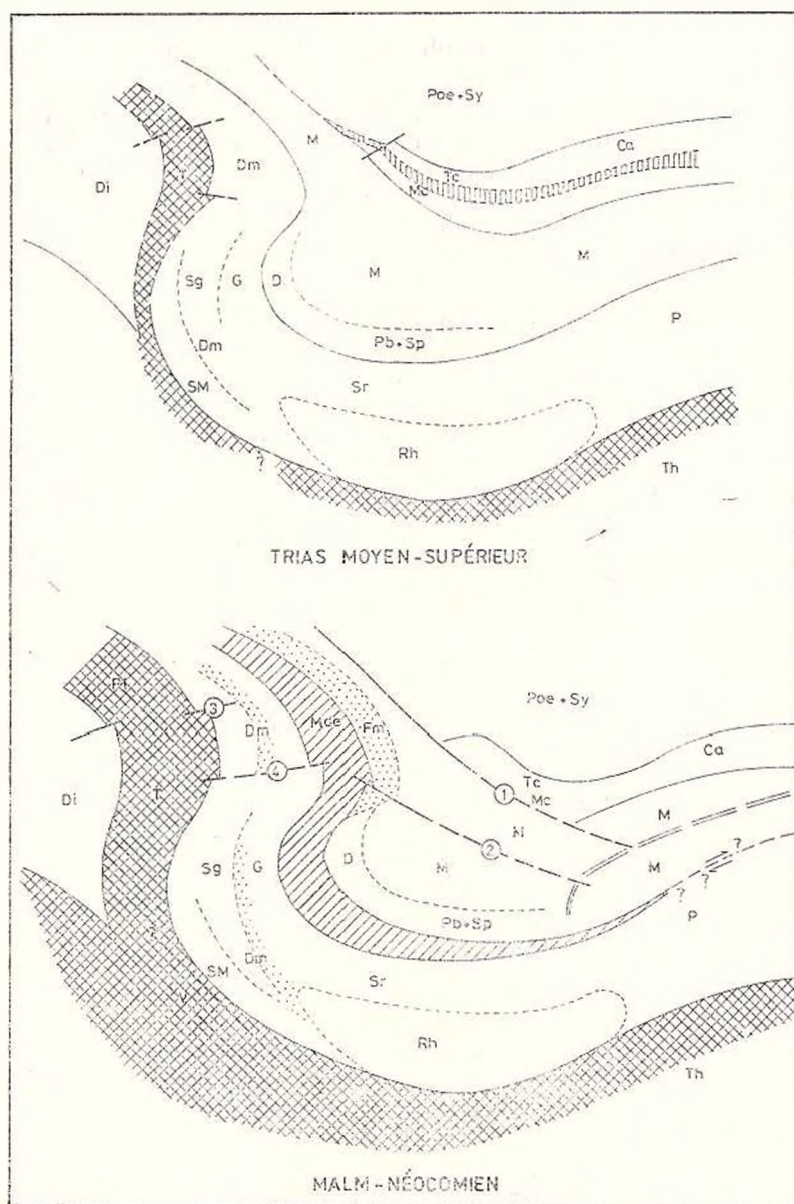 Poe+Sy
M
Ca
Dm
Tc
T
Mc
Di
M
Sg
G
D
M
P
Pb+Sp
Dm
Sr
SM
Rh
?
Th
TRIAS MOYEN-SUPÉRIEUR
Poe+Sy
3
Mce
Fm
Dm
Ca
4
Tc
1
Mc
Di
T
M
M
2
M
?
Sg
G
D
M
?
?
P
Pb+Sp
?
Dm
SM
Sr
V
Rh
Th
MALM-NÉOCOMIEN